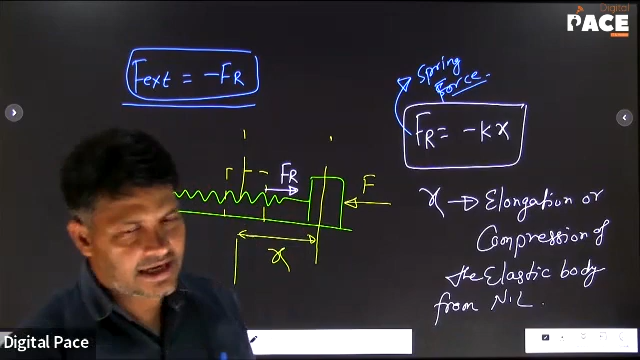 Digital
PACE
Fext = -FR
Spring
Force
FR = -kx
FR
F
x
x → Elongation or
Compression of
the Elastic body
from N.L.
Digital Pace